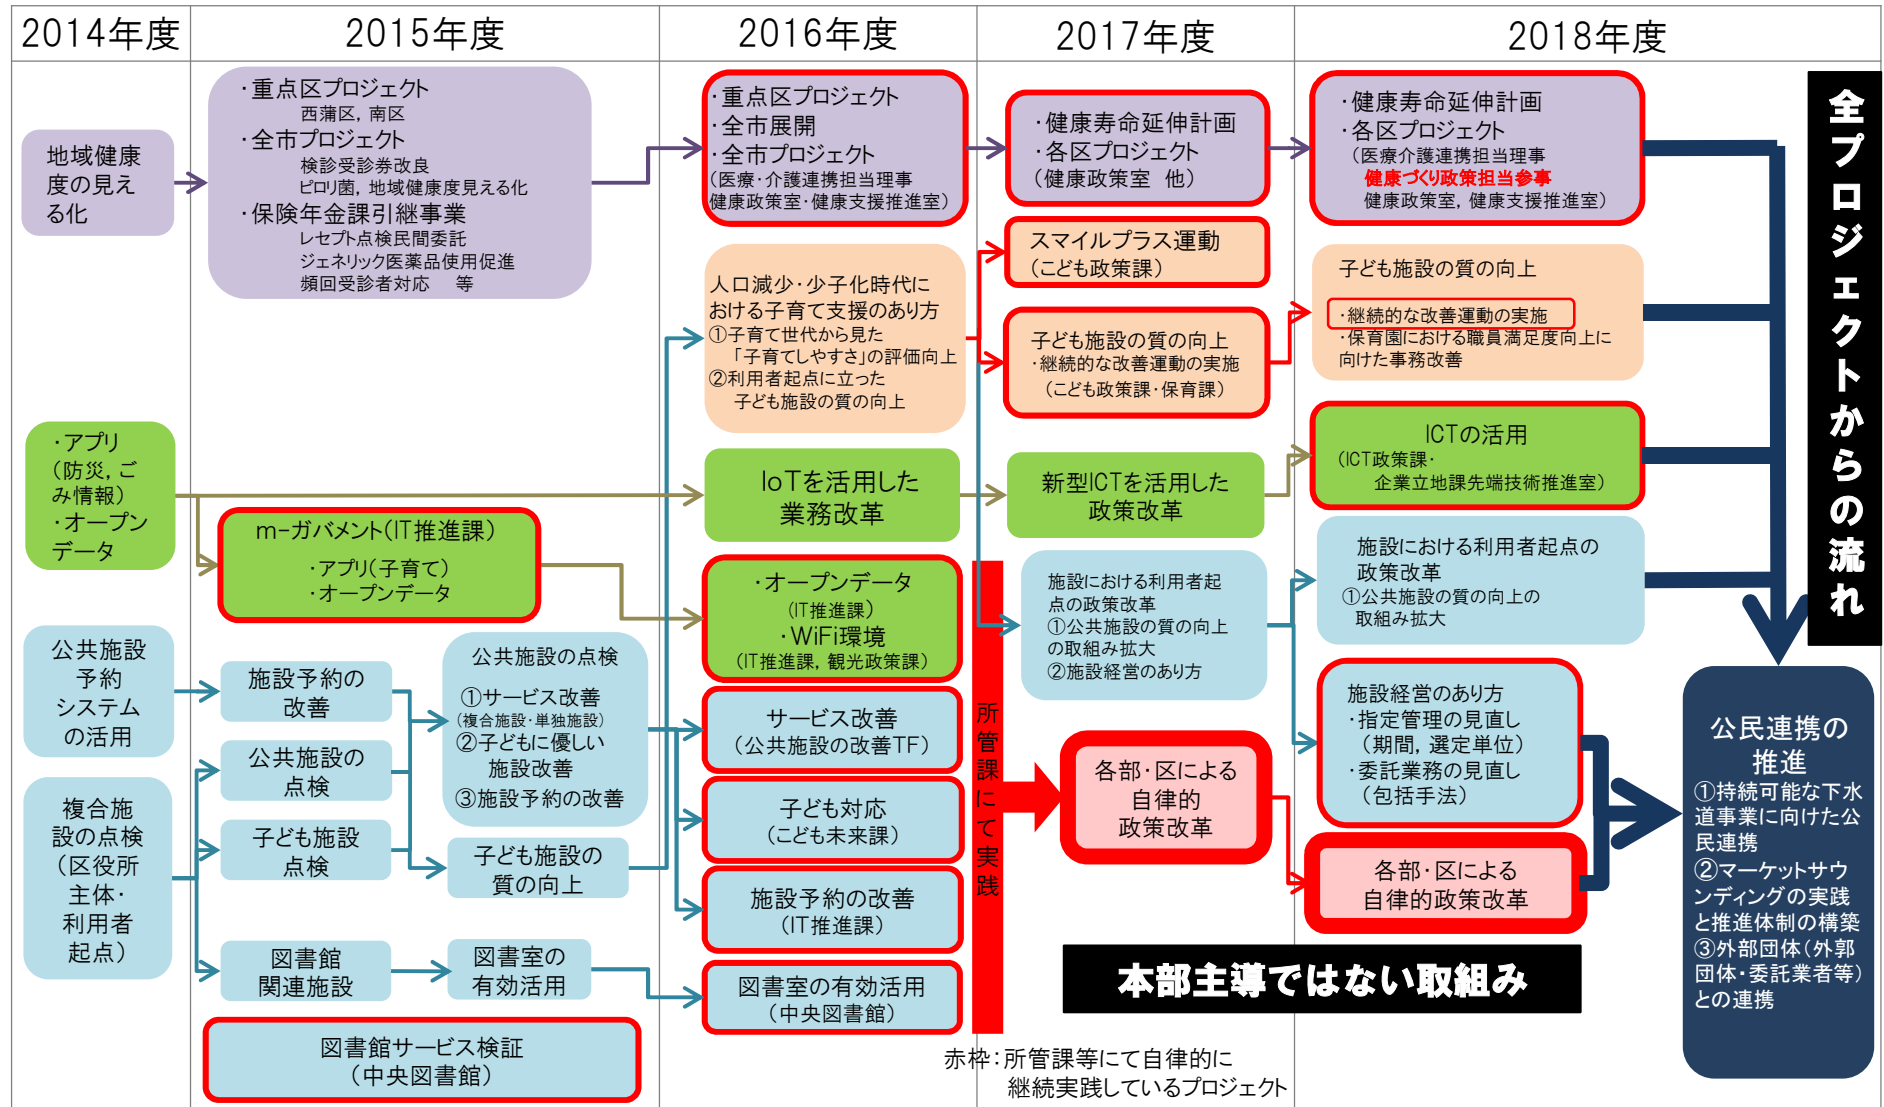 2014年度
2015年度
2016年度
2017年度
2018年度
地域健康
度の見え
る化
・アプリ
(防災,ご
み情報)
・オープン
データ
公共施設
予約
システム
の活用
複合施
設の点検
(区役所
主体・
利用者
起点)
・重点区プロジェクト
西蒲区,南区
・全市プロジェクト
検診受診券改良
ピロリ菌,地域健康度見える化
・保険年金課引継事業
レセプト点検民間委託
ジェネリック医薬品使用促進
頻回受診者対応 等
m-ガバメント(IT推進課)
・アプリ(子育て)
・オープンデータ
施設予約の
改善
公共施設の
点検
子ども施設
点検
図書館
関連施設
公共施設の点検
①サービス改善
(複合施設・単独施設)
②子どもに優しい
施設改善
③施設予約の改善
子ども施設の
質の向上
図書室の
有効活用
図書館サービス検証
(中央図書館)
・重点区プロジェクト
・全市展開
・全市プロジェクト
(医療・介護連携担当理事
健康政策室・健康支援推進室)
人口減少・少子化時代に
おける子育て支援のあり方
①子育て世代から見た
「子育てしやすさ」の評価向上
②利用者起点に立った
子ども施設の質の向上
IoTを活用した
業務改革
・オープンデータ
(IT推進課)
・WiFi環境
(IT推進課,観光政策課)
サービス改善
(公共施設の改善TF)
子ども対応
(こども未来課)
施設予約の改善
(IT推進課)
図書室の有効活用
(中央図書館)
所管課にて実践
・健康寿命延伸計画
・各区プロジェクト
(健康政策室 他)
スマイルプラス運動
(こども政策課)
子ども施設の質の向上
・継続的な改善運動の実施
(こども政策課・保育課)
新型ICTを活用した
政策改革
施設における利用者起
点の政策改革
①公共施設の質の向上
の取組み拡大
②施設経営のあり方
各部・区による
自律的
政策改革
・健康寿命延伸計画
・各区プロジェクト
(医療介護連携担当理事
健康づくり政策担当参事
健康政策室,健康支援推進室)
子ども施設の質の向上
・継続的な改善運動の実施
・保育園における職員満足度向上に
向けた事務改善
ICTの活用
(ICT政策課・
企業立地課先端技術推進室)
施設における利用者起点の
政策改革
①公共施設の質の向上の
取組み拡大
施設経営のあり方
・指定管理の見直し
(期間,選定単位)
・委託業務の見直し
(包括手法)
各部・区による
自律的政策改革
本部主導ではない取組み
赤枠:所管課等にて自律的に
継続実践しているプロジェクト
全プロジェクトからの流れ
公民連携の
推進
①持続可能な下水
道事業に向けた公
民連携
②マーケットサウ
ンディングの実践
と推進体制の構築
③外部団体(外郭
団体・委託業者等)
との連携